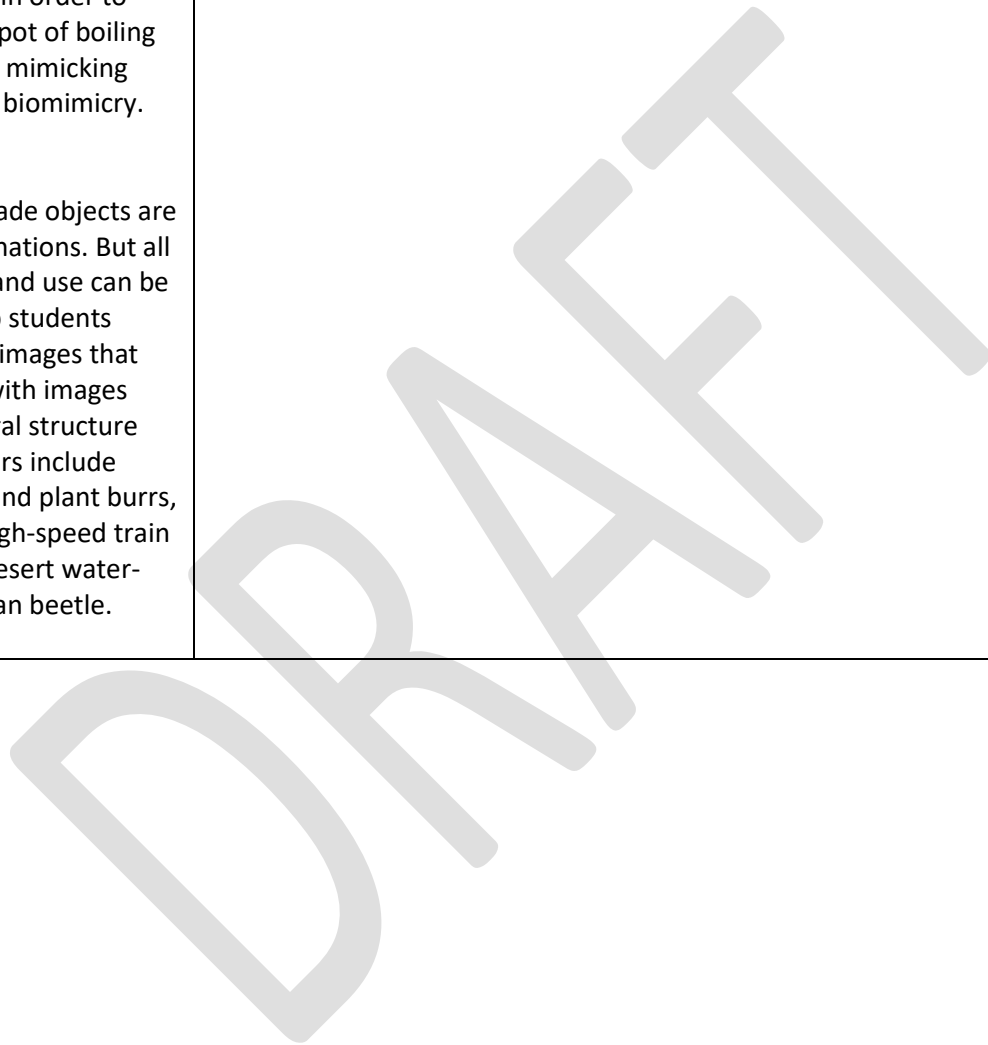 in order to
pot of boiling
mimicking
biomimicry.
ade objects are
nations. But all
and use can be
students
images that
with images
al structure
rs include
and plant burrs,
gh-speed train
esert water-
an beetle.
DRAFT